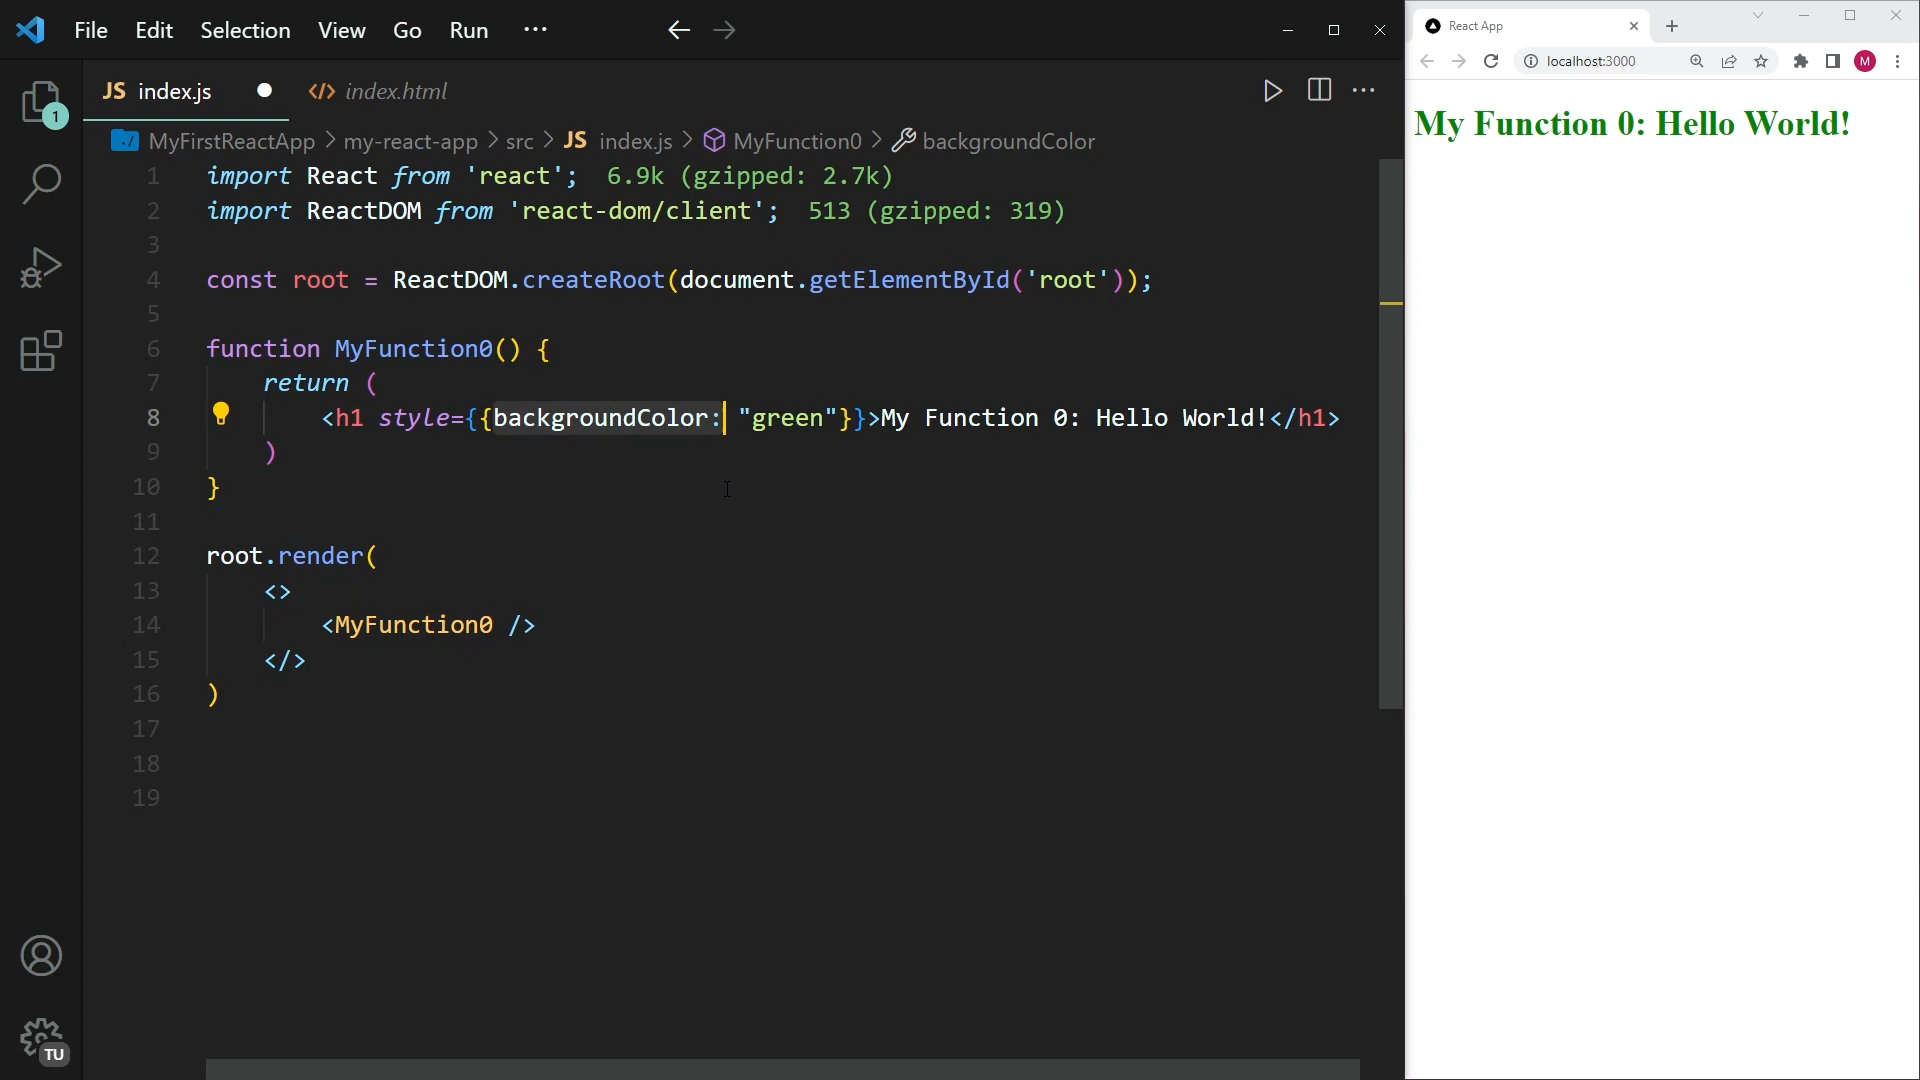 File Edit Selection View Go Run ···
JS index.js
</> index.html
1
MyFirstReactApp > my-react-app > src > JS index.js > MyFunction0 > backgroundColor
1 import React from 'react'; 6.9k (gzipped: 2.7k)
2 import ReactDOM from 'react-dom/client'; 513 (gzipped: 319)
3
4 const root = ReactDOM.createRoot(document.getElementById('root'));
5
6 function MyFunction0() {
7 return (
8 <h1 style={{backgroundColor: "green"}}>My Function 0: Hello World!</h1>
9 )
10 }
11
12 root.render(
13 <>
14 <MyFunction0 />
15 </>
16 )
17
18
19
TU
React App
localhost:3000
M
My Function 0: Hello World!